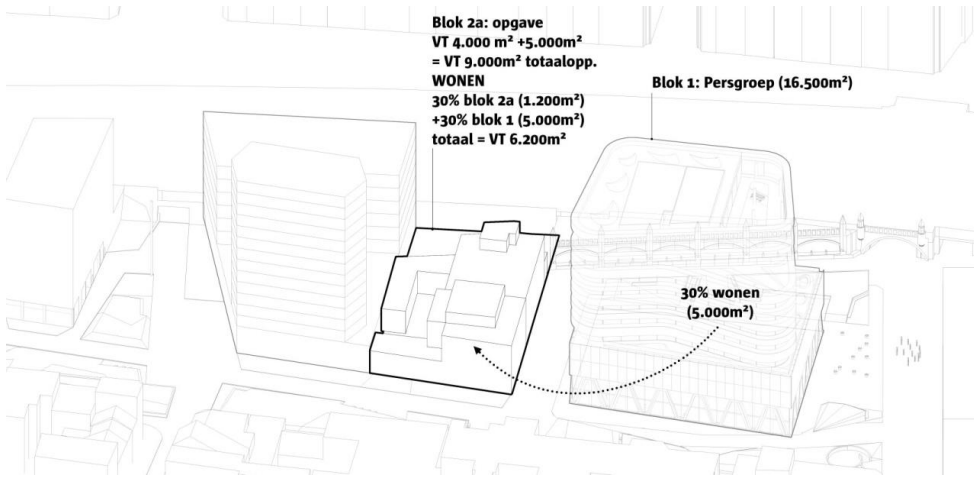 Blok 2a: opgave
VT 4.000 m² +5.000m²
= VT 9.000m² totaalopp.
WONEN
30% blok 2a (1.200m²)
+30% blok 1 (5.000m²)
totaal = VT 6.200m²
Blok 1: Persgroep (16.500m²)
30% wonen
(5.000m²)